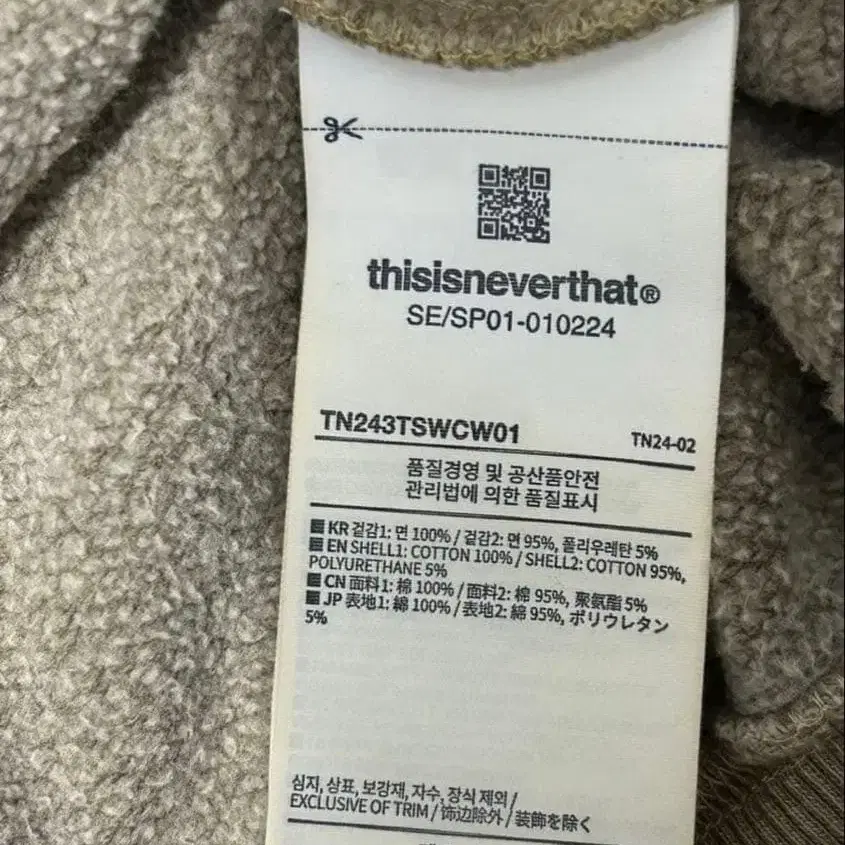 thisisneverthat®
SE/SP01-010224
TN243TSWCW01 TN24-02
품질경영 및 공산품안전
관리법에 의한 품질표시
KR 겉감1: 면 100% / 겉감2: 면 95%, 폴리우레탄 5%
EN SHELL1: COTTON 100% / SHELL2: COTTON 95%,
POLYURETHANE 5%
CN 面料1: 棉 100% / 面料2: 棉 95%, 聚氨酯 5%
JP 表地1: 綿 100% / 表地2: 綿 95%, ポリウレタン
5%
심지, 상표, 보강재, 자수, 장식 제외 /
EXCLUSIVE OF TRIM / 饰边除外 / 装飾を除く